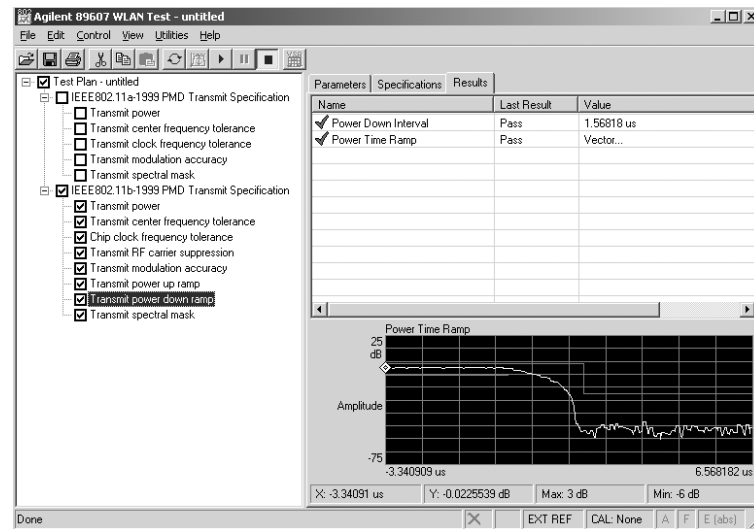 Agilent 89607 WLAN Test - untitled
File Edit Control View Utilities Help
Test Plan - untitled
IEEE802.11a-1999 PMD Transmit Specification
Transmit power
Transmit center frequency tolerance
Transmit clock frequency tolerance
Transmit modulation accuracy
Transmit spectral mask
IEEE802.11b-1999 PMD Transmit Specification
Transmit power
Transmit center frequency tolerance
Chip clock frequency tolerance
Transmit RF carrier suppression
Transmit modulation accuracy
Transmit power up ramp
Transmit power down ramp
Transmit spectral mask
Parameters Specifications Results
Name Last Result Value
Power Down Interval Pass 1.56818 us
Power Time Ramp Pass Vector...
Power Time Ramp
25
dB
Amplitude
-75
-3.340909 us 6.568182 us
X: -3.34091 us Y: -0.0225539 dB Max: 3 dB Min: -6 dB
Done EXT REF CAL: None A F E (abs)